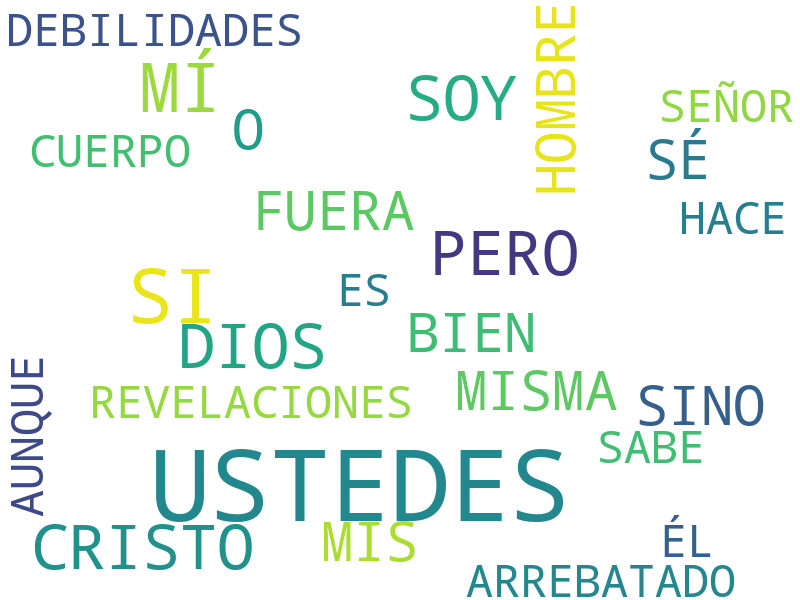 DEBILIDADES
MÍ
SOY
HOMBRE
SEÑOR
O
CUERPO
SÉ
FUERA
HACE
PERO
SI
ES
DIOS
BIEN
AUNQUE
REVELACIONES
MISMA
SINO
SABE
USTEDES
CRISTO
MIS
ÉL
ARREBATADO